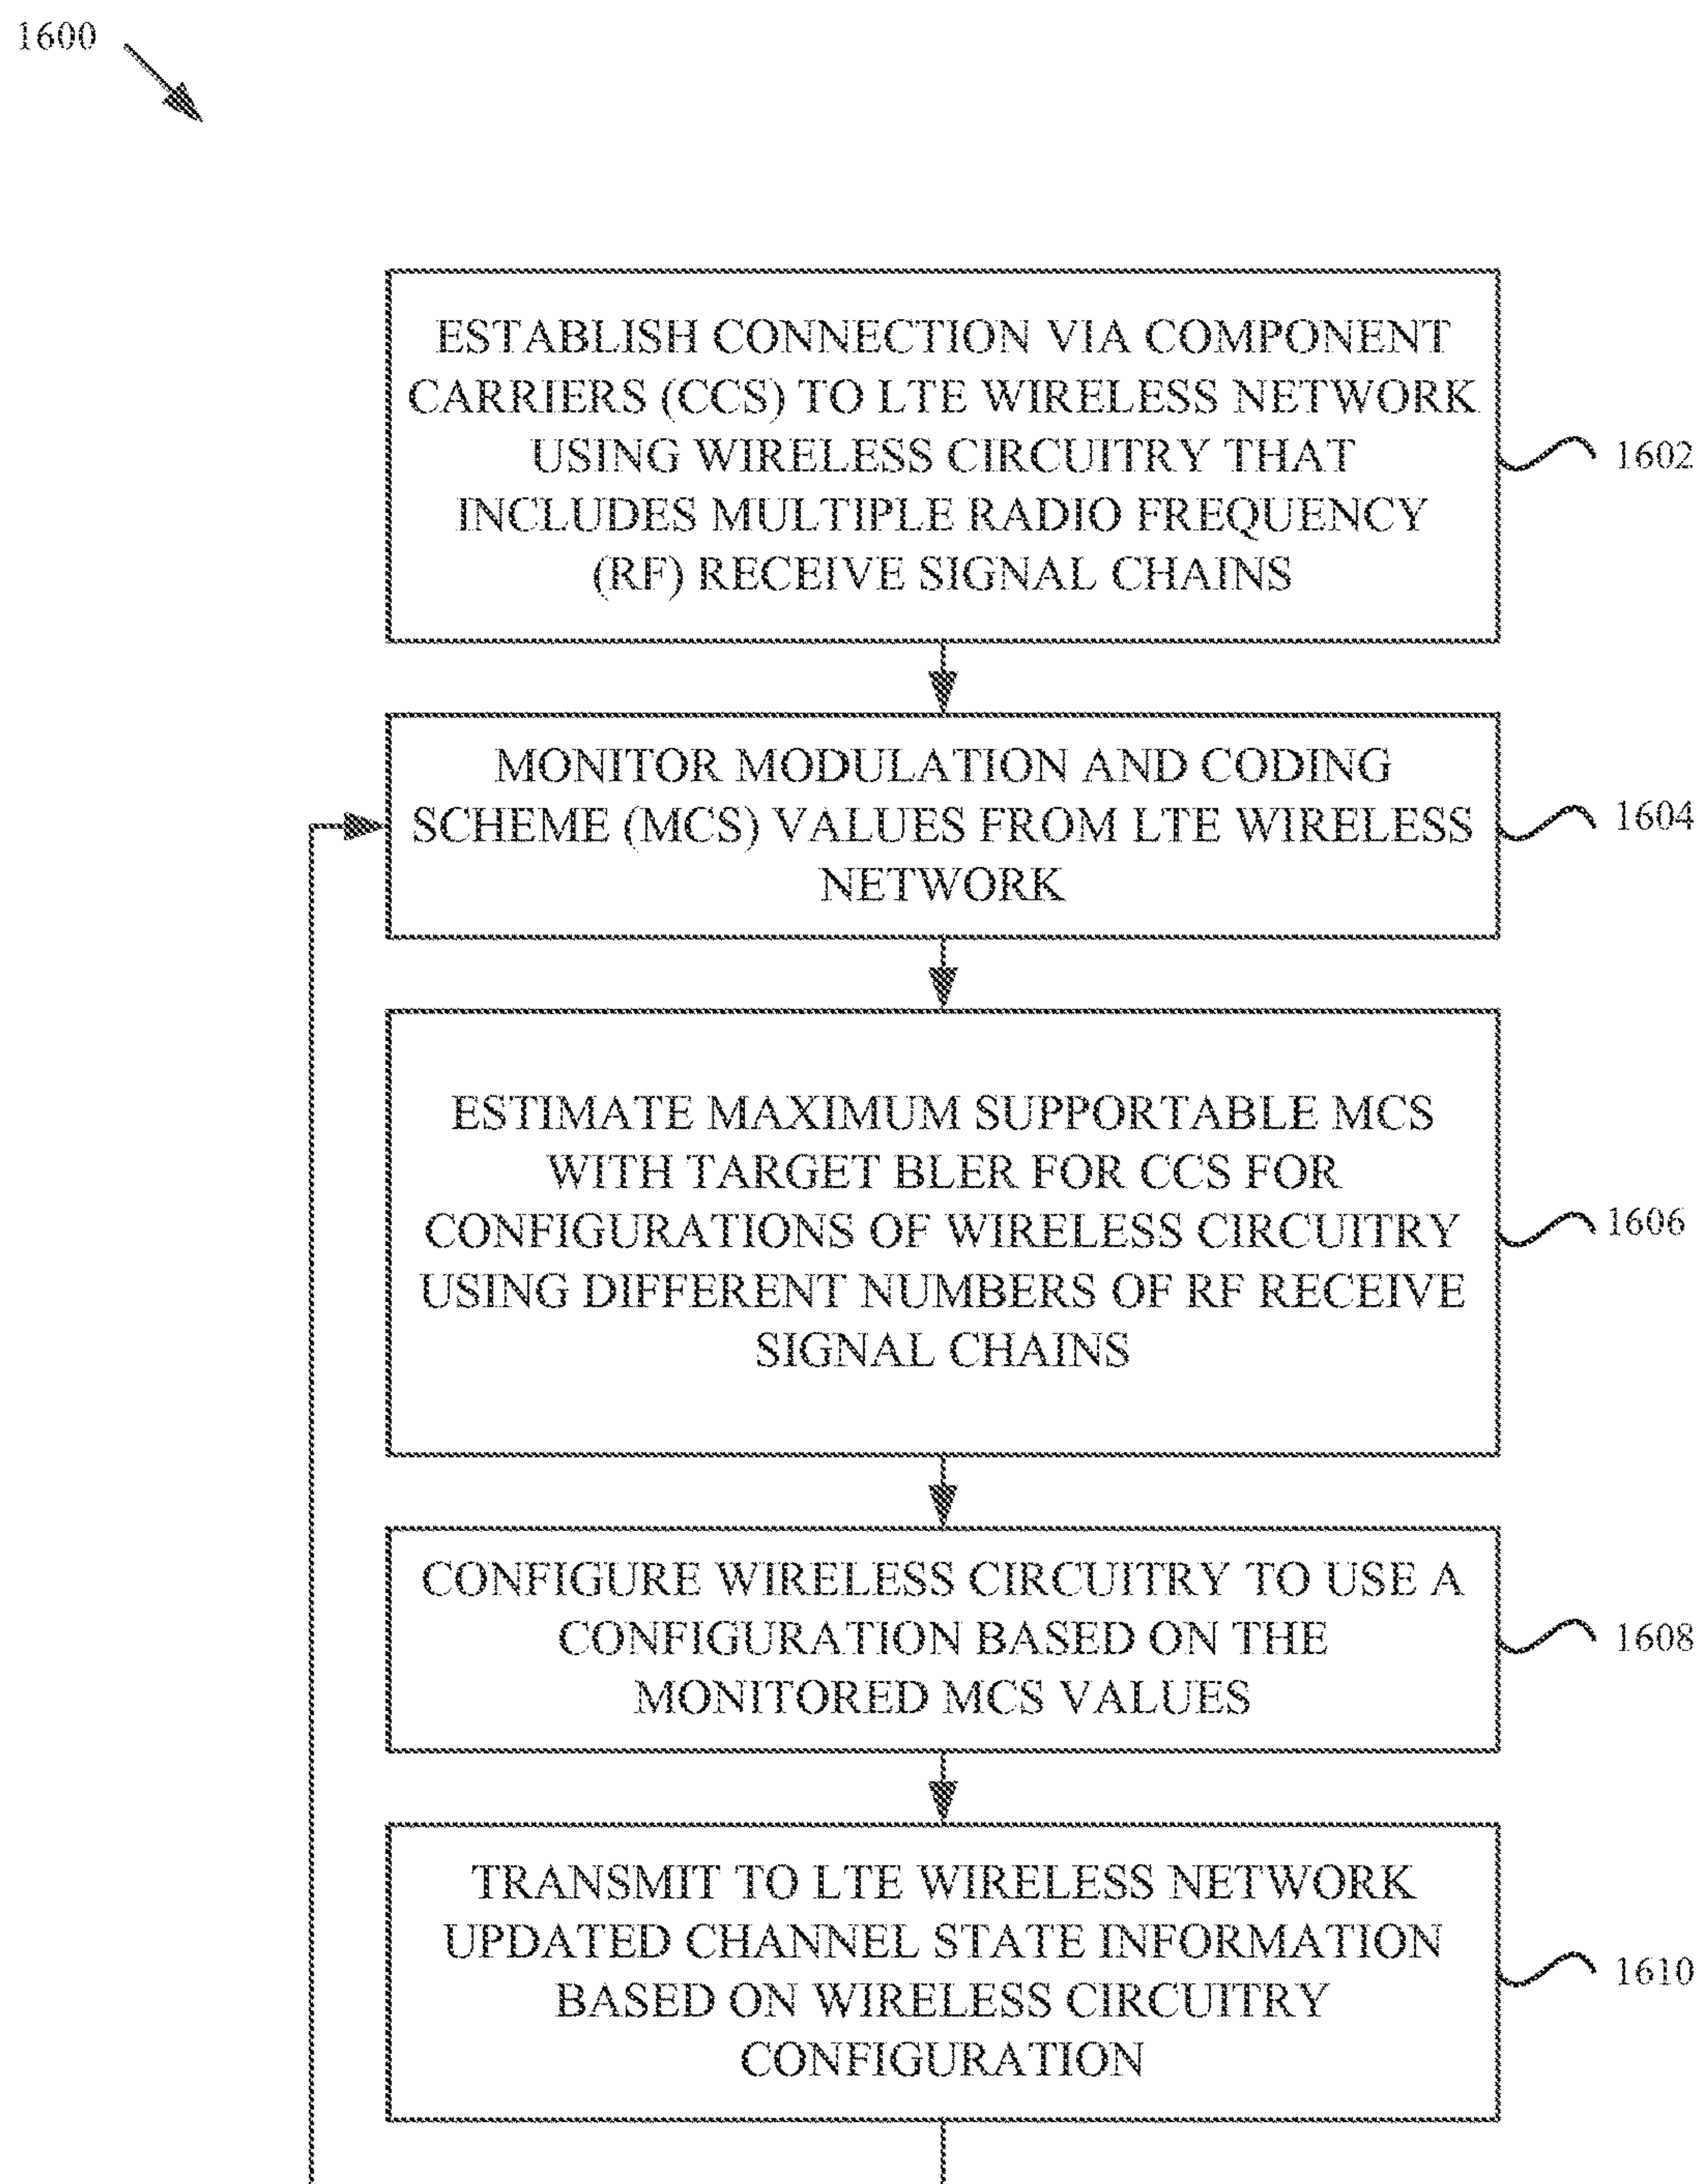 1600
ESTABLISH CONNECTION VIA COMPONENT
CARRIERS (CCS) TO LTE WIRELESS NETWORK
USING WIRELESS CIRCUITRY THAT
INCLUDES MULTIPLE RADIO FREQUENCY
(RF) RECEIVE SIGNAL CHAINS
1602
MONITOR MODULATION AND CODING
SCHEME (MCS) VALUES FROM LTE WIRELESS
NETWORK
1604
ESTIMATE MAXIMUM SUPPORTABLE MCS
WITH TARGET BLER FOR CCS FOR
CONFIGURATIONS OF WIRELESS CIRCUITRY
USING DIFFERENT NUMBERS OF RF RECEIVE
SIGNAL CHAINS
1606
CONFIGURE WIRELESS CIRCUITRY TO USE A
CONFIGURATION BASED ON THE
MONITORED MCS VALUES
1608
TRANSMIT TO LTE WIRELESS NETWORK
UPDATED CHANNEL STATE INFORMATION
BASED ON WIRELESS CIRCUITRY
CONFIGURATION
1610